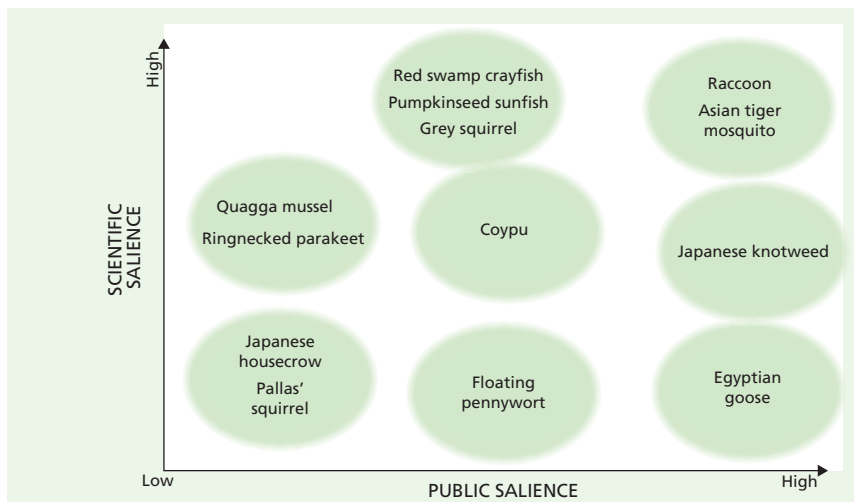 High
SCIENTIFIC
SALIENCE
Red swamp crayfish
Pumpkinseed sunfish
Grey squirrel
Raccoon
Asian tiger
mosquito
Quagga mussel
Ringnecked parakeet
Coypu
Japanese knotweed
Japanese
housecrow
Pallas’
squirrel
Floating
pennywort
Egyptian
goose
Low
PUBLIC SALIENCE
High